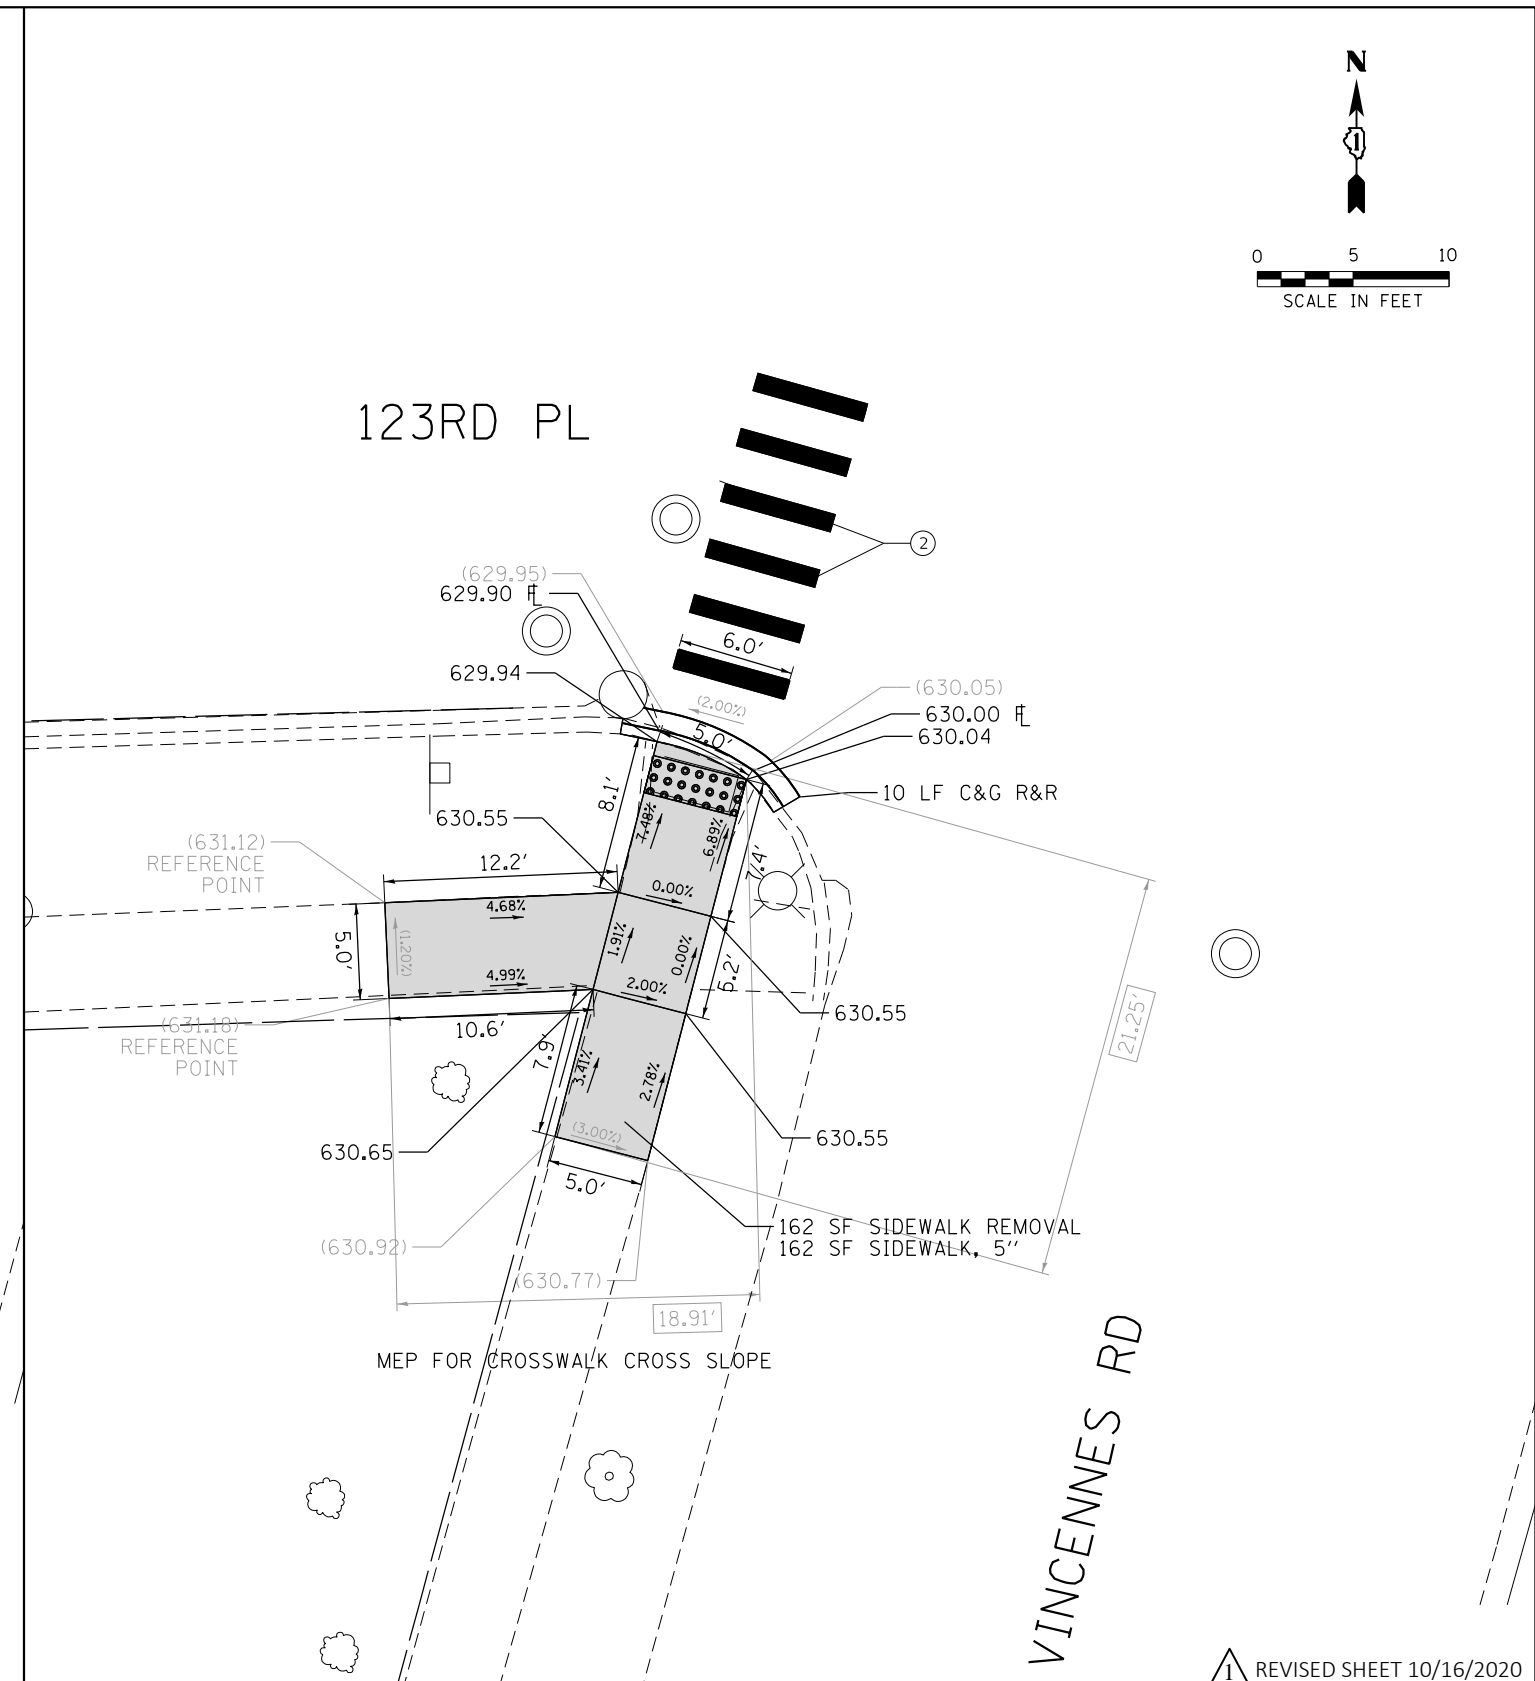 N
1
0 5 10
SCALE IN FEET
123RD PL
2
(629.95)
629.90 FL
6.0'
629.94
(2.00%)
(630.05)
630.00 FL
5.0'
630.04
10 LF C&G R&R
8.1'
630.55
7.48%
6.89%
7.4'
(631.12)
REFERENCE
POINT
12.2'
0.00%
4.68%
5.0'
(1.20%)
1.91%
0.00%
5.2'
4.99%
2.00%
630.55
(631.18)
REFERENCE
POINT
10.6'
7.9'
21.25'
3.41%
2.78%
630.65
(3.00%)
630.55
5.0'
162 SF SIDEWALK REMOVAL
162 SF SIDEWALK, 5''
(630.92)
(630.77)
18.91'
MEP FOR CROSSWALK CROSS SLOPE
VINCENNES RD
1 REVISED SHEET 10/16/2020